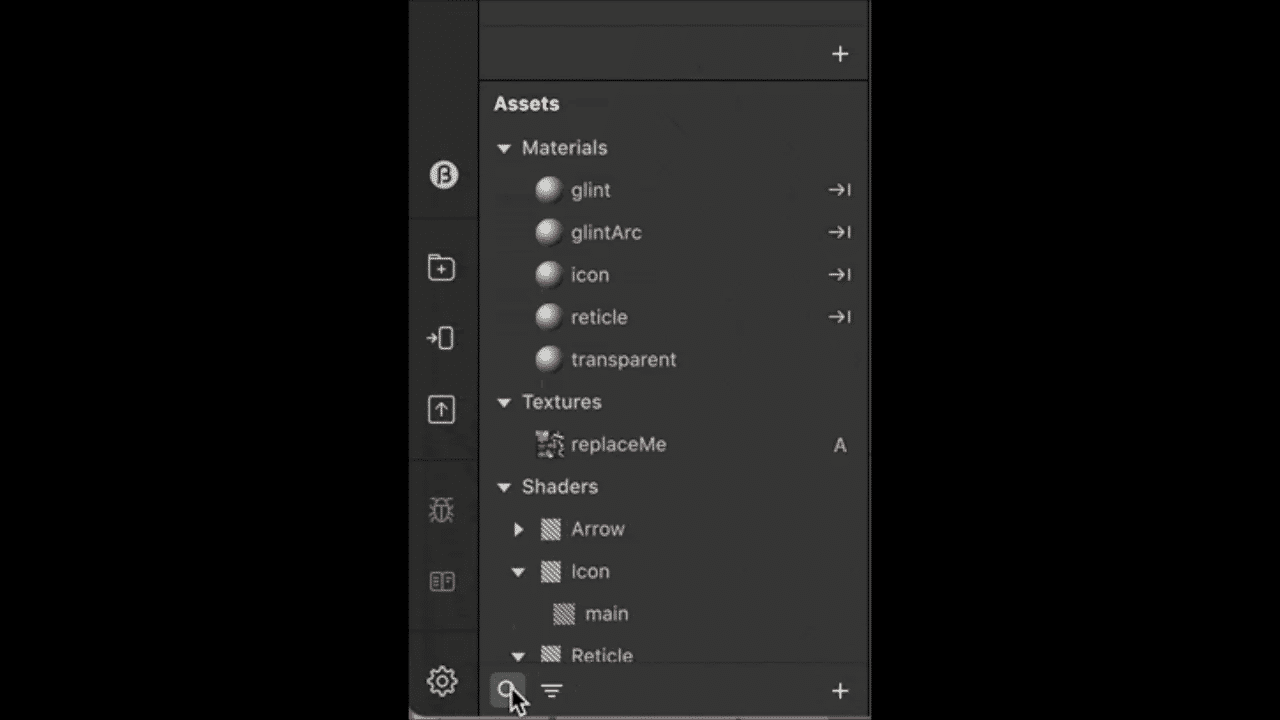 Assets
Materials
glint
glintArc
icon
reticle
transparent
Textures
replaceMe A
Shaders
Arrow
Icon
main
Reticle
β